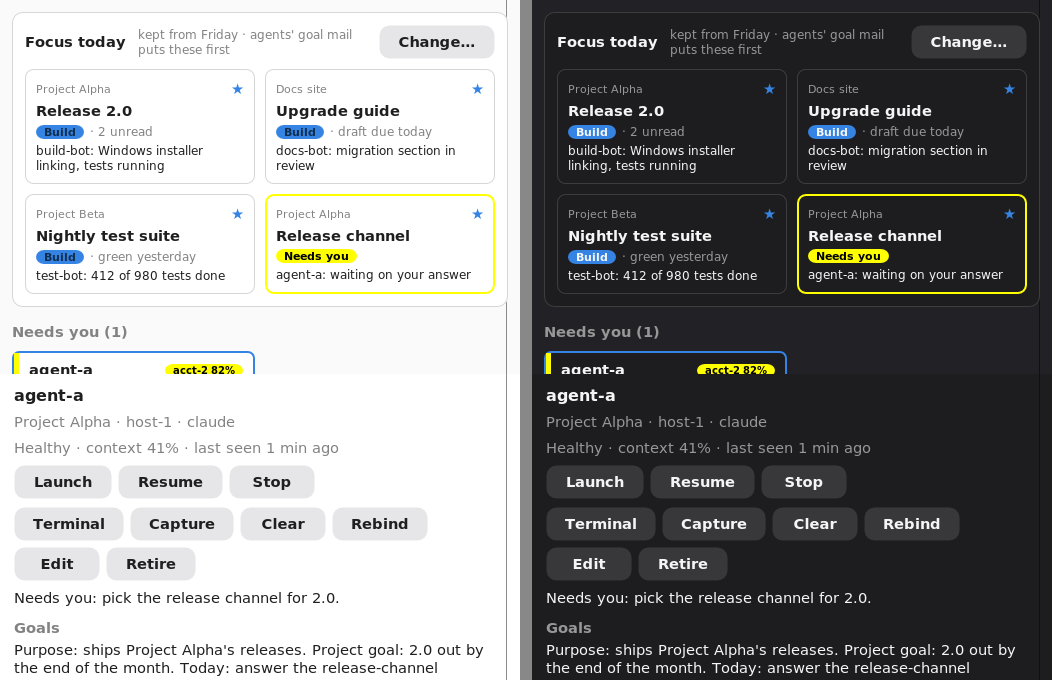 Focus today
kept from Friday · agents' goal mail
puts these first
Change...
Project Alpha ★
Release 2.0
Build · 2 unread
build-bot: Windows installer
linking, tests running
Docs site ★
Upgrade guide
Build · draft due today
docs-bot: migration section in
review
Project Beta ★
Nightly test suite
Build · green yesterday
test-bot: 412 of 980 tests done
Project Alpha ★
Release channel
Needs you
agent-a: waiting on your answer
Needs you (1)
agent-a acct-2 82%
agent-a
Project Alpha · host-1 · claude
Healthy · context 41% · last seen 1 min ago
Launch Resume Stop
Terminal Capture Clear Rebind
Edit Retire
Needs you: pick the release channel for 2.0.
Goals
Purpose: ships Project Alpha's releases. Project goal: 2.0 out by
the end of the month. Today: answer the release-channel
Focus today
kept from Friday · agents' goal mail
puts these first
Change...
Project Alpha ★
Release 2.0
Build · 2 unread
build-bot: Windows installer
linking, tests running
Docs site ★
Upgrade guide
Build · draft due today
docs-bot: migration section in
review
Project Beta ★
Nightly test suite
Build · green yesterday
test-bot: 412 of 980 tests done
Project Alpha ★
Release channel
Needs you
agent-a: waiting on your answer
Needs you (1)
agent-a acct-2 82%
agent-a
Project Alpha · host-1 · claude
Healthy · context 41% · last seen 1 min ago
Launch Resume Stop
Terminal Capture Clear Rebind
Edit Retire
Needs you: pick the release channel for 2.0.
Goals
Purpose: ships Project Alpha's releases. Project goal: 2.0 out by
the end of the month. Today: answer the release-channel